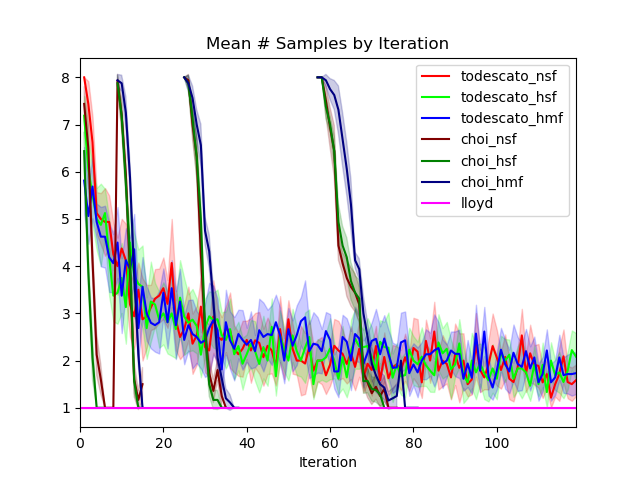 Mean # Samples by Iteration
8
7
6
5
4
3
2
1
0
20
40
60
80
100
Iteration
todescato_nsf
todescato_hsf
todescato_hmf
choi_nsf
choi_hsf
choi_hmf
lloyd